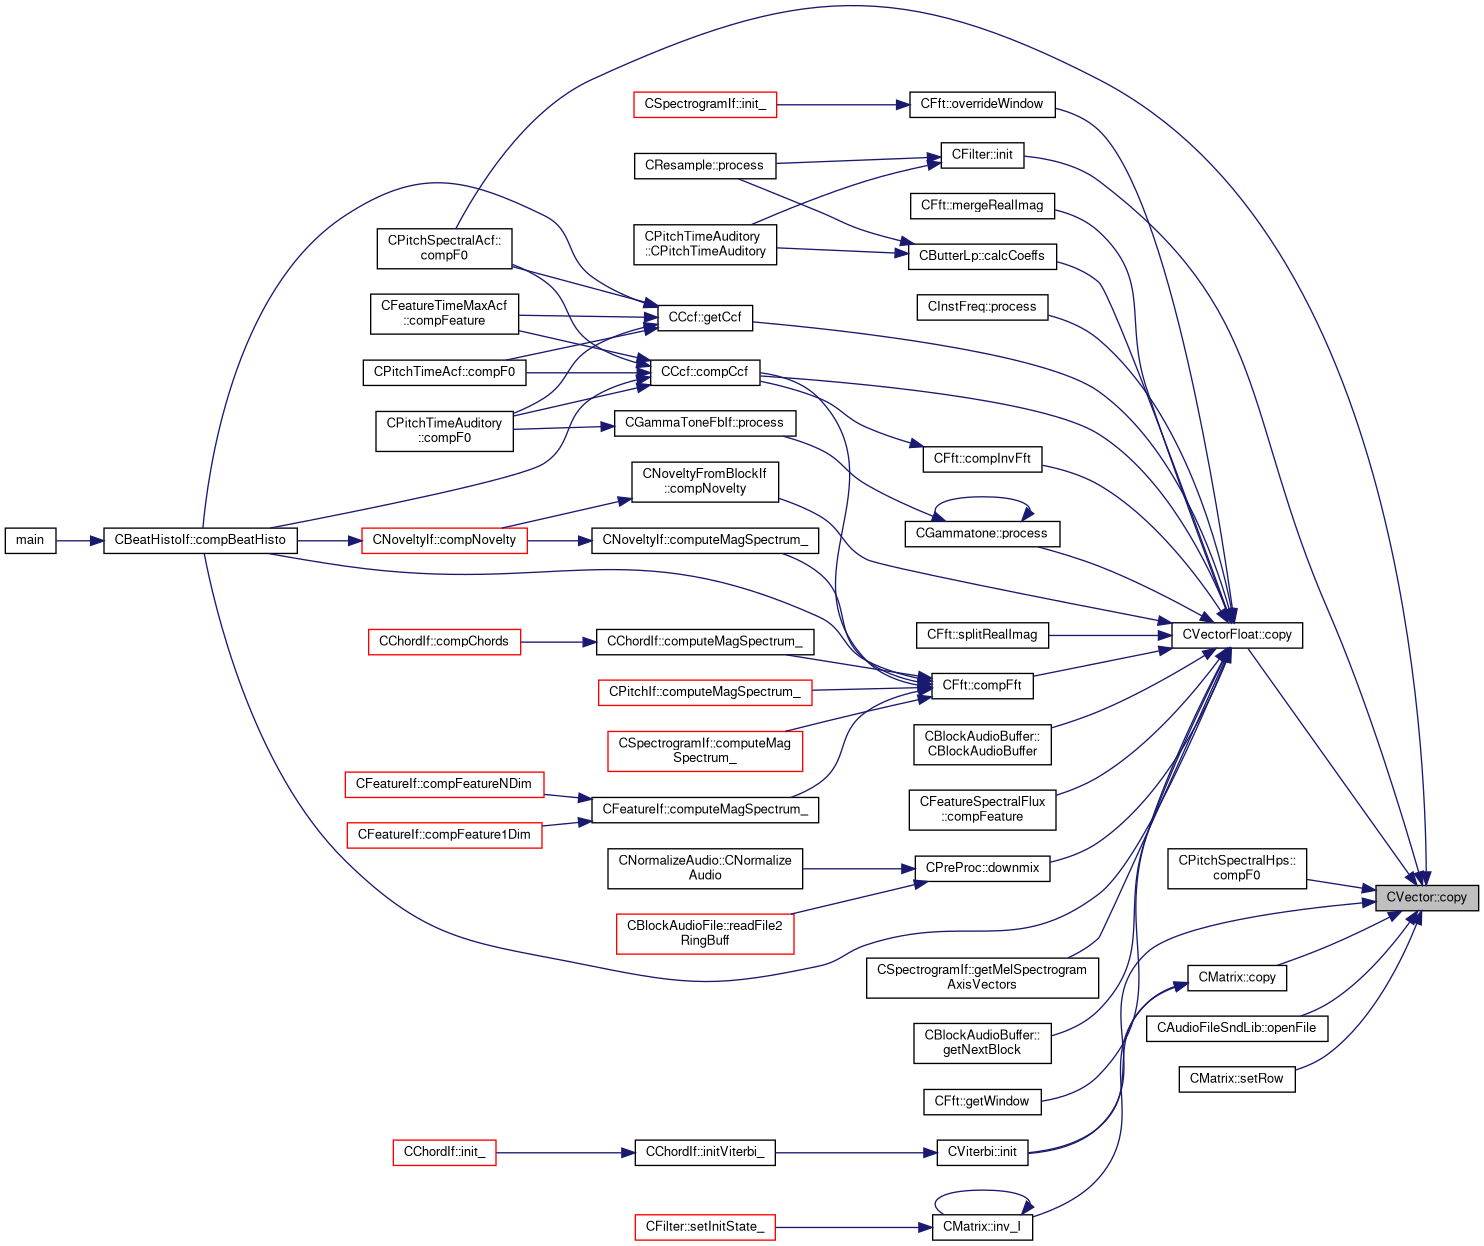 CSpectrogramIf::init_
CFft::overrideWindow
CResample::process
CFilter::init
CFft::mergeRealImag
CPitchSpectralAcf::
compF0
CPitchTimeAuditory
::CPitchTimeAuditory
CButterLp::calcCoeffs
CFeatureTimeMaxAcf
::compFeature
CCcf::getCcf
CInstFreq::process
CPitchTimeAcf::compF0
CCcf::compCcf
CPitchTimeAuditory
::compF0
CGammaToneFbIf::process
CFft::compInvFft
CNoveltyFromBlockIf
::compNovelty
main
CBeatHistoIf::compBeatHisto
CNoveltyIf::compNovelty
CNoveltyIf::computeMagSpectrum_
CGammatone::process
CChordIf::compChords
CChordIf::computeMagSpectrum_
CFft::splitRealImag
CVectorFloat::copy
CPitchIf::computeMagSpectrum_
CFft::compFft
CSpectrogramIf::computeMag
Spectrum_
CBlockAudioBuffer::
CBlockAudioBuffer
CFeatureIf::compFeatureNDim
CFeatureIf::computeMagSpectrum_
CFeatureSpectralFlux
::compFeature
CFeatureIf::compFeature1Dim
CNormalizeAudio::CNormalize
Audio
CPreProc::downmix
CPitchSpectralHps::
compF0
CVector::copy
CBlockAudioFile::readFile2
RingBuff
CSpectrogramIf::getMelSpectrogram
AxisVectors
CMatrix::copy
CBlockAudioBuffer::
getNextBlock
CAudioFileSndLib::openFile
CMatrix::setRow
CFft::getWindow
CChordIf::init_
CChordIf::initViterbi_
CViterbi::init
CFilter::setInitState_
CMatrix::inv_I